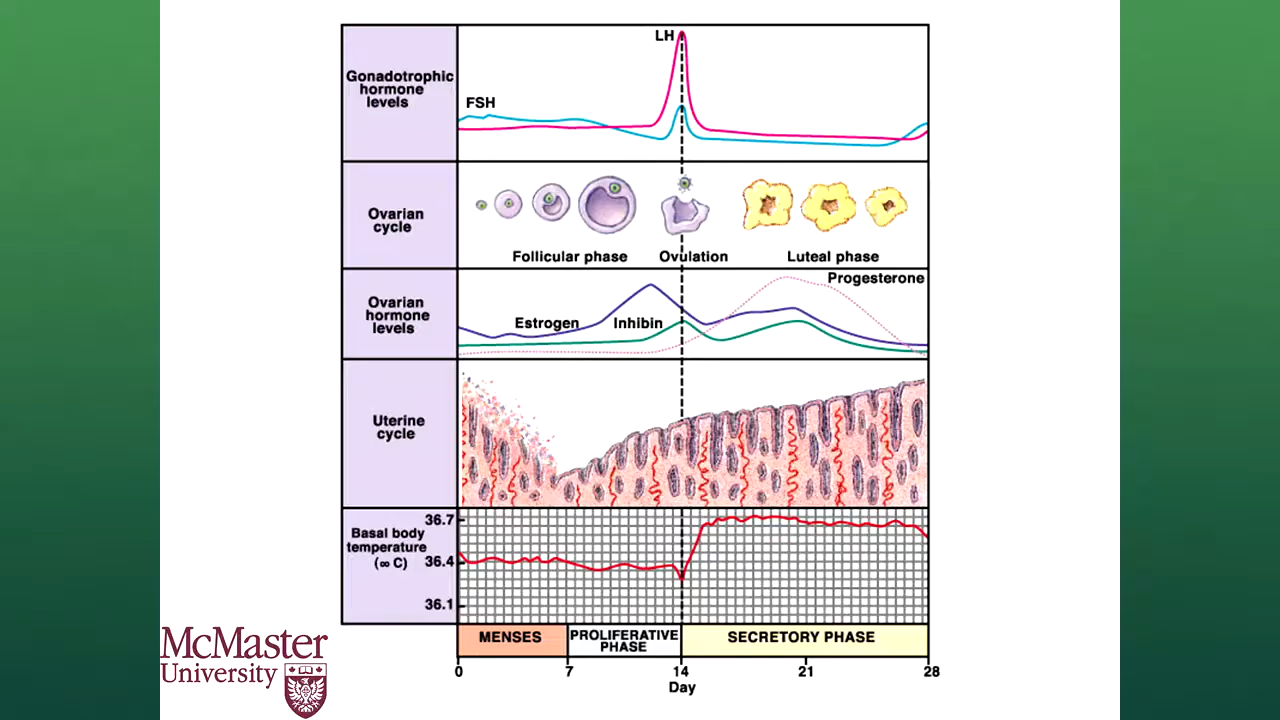 LH
Gonadotrophic
hormone
levels
FSH
Ovarian
cycle
Follicular phase
Ovulation
Luteal phase
Progesterone
Ovarian
hormone
levels
Estrogen
Inhibin
Uterine
cycle
36.7
Basal body
temperature
(∞ C)
36.4
36.1
MENSES
PROLIFERATIVE
PHASE
SECRETORY PHASE
0 7 14 21 28
Day
McMaster
University